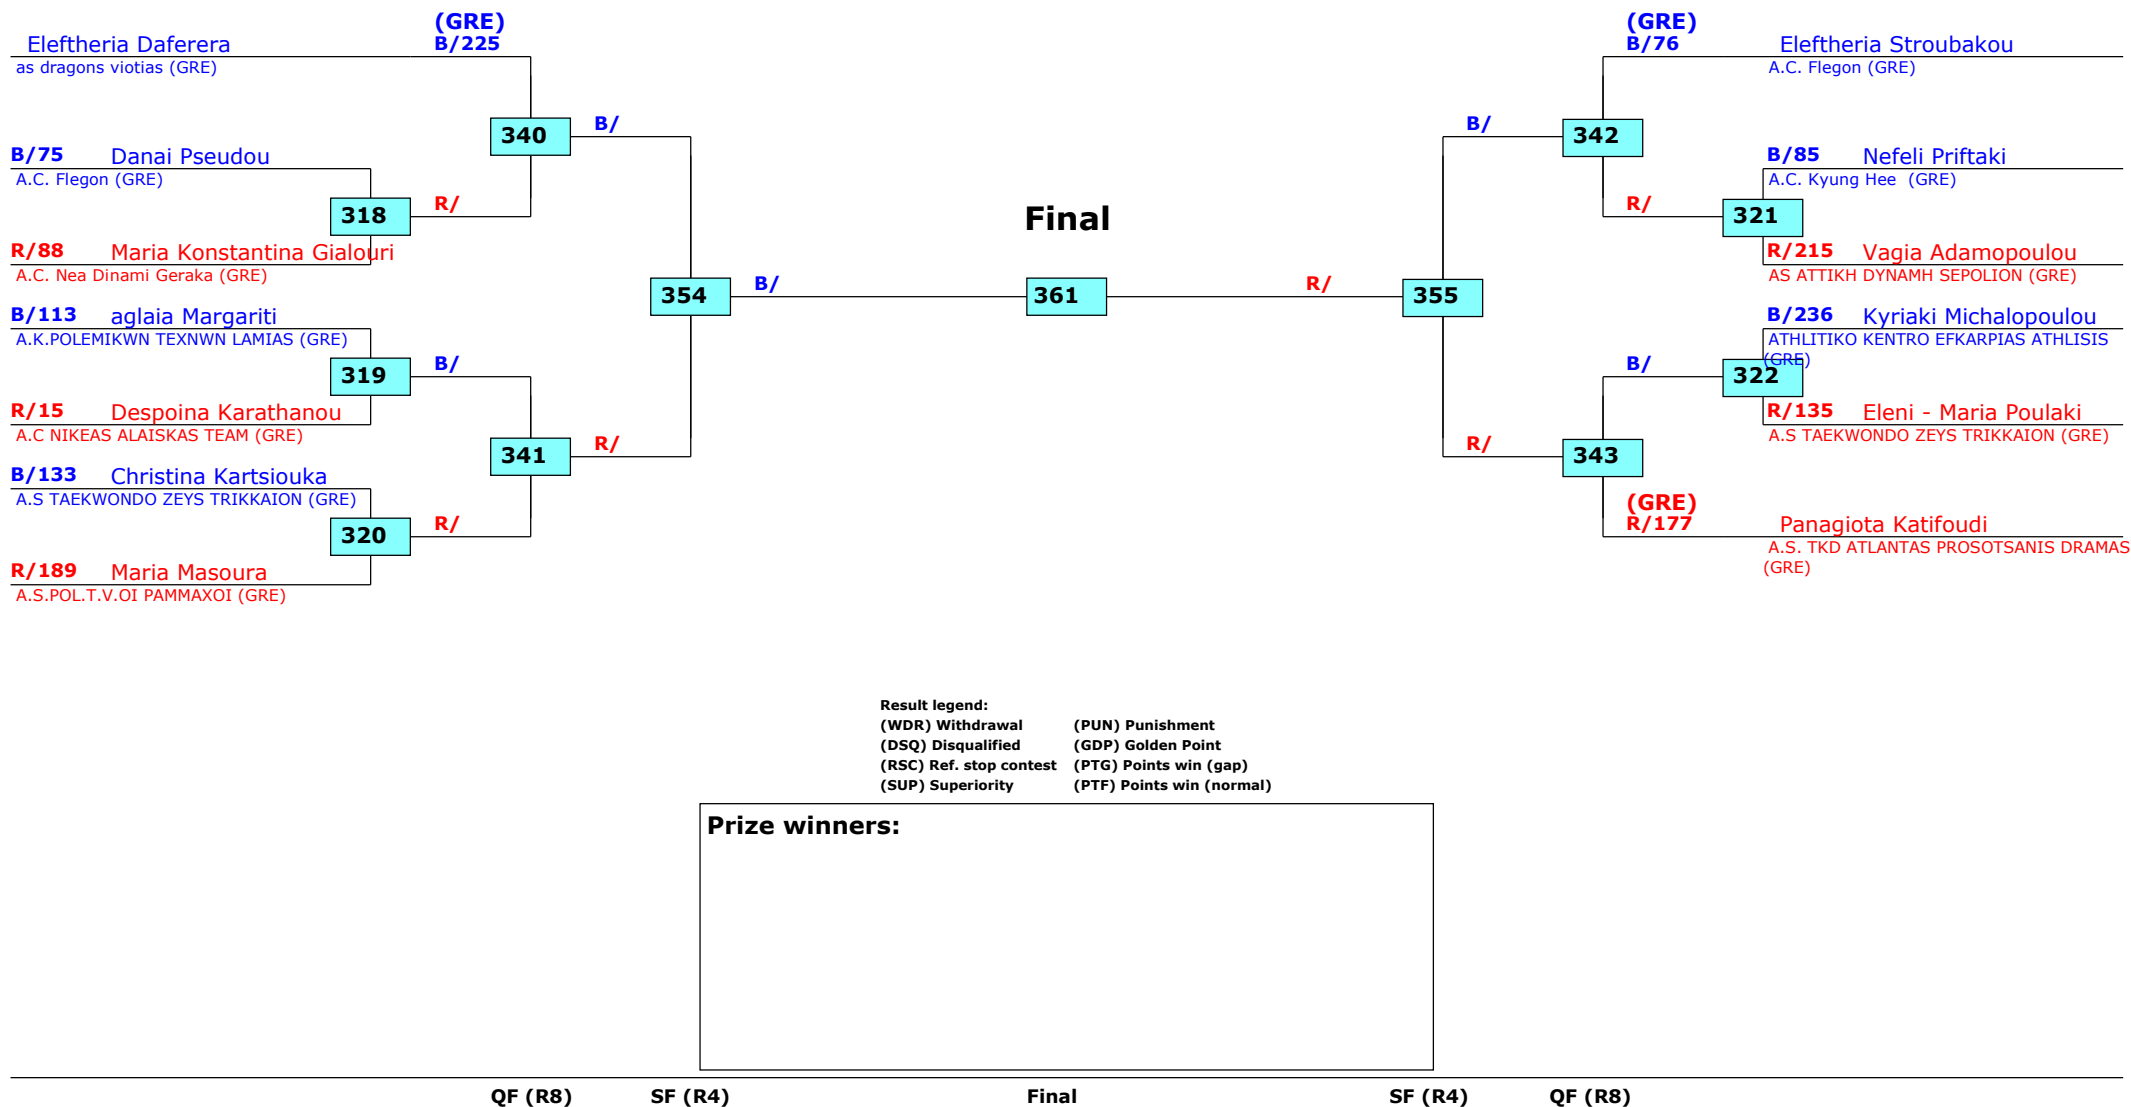 (GRE)
Eleftheria Daferera B/225
as dragons viotias (GRE)
340 B/
B/75 Danai Pseudou
A.C. Flegon (GRE)
318 R/
R/88 Maria Konstantina Gialouri
A.C. Nea Dinami Geraka (GRE)
354 B/
B/113 aglaia Margariti
A.K.POLEMIKWN TEXNWN LAMIAS (GRE)
319 B/
R/15 Despoina Karathanou
A.C NIKEAS ALAISKAS TEAM (GRE)
341 R/
B/133 Christina Kartsiouka
A.S TAEKWONDO ZEYS TRIKKAION (GRE)
320 R/
R/189 Maria Masoura
A.S.POL.T.V.OI PAMMAXOI (GRE)
Final
361
(GRE)
B/76 Eleftheria Stroubakou
A.C. Flegon (GRE)
B/ 342
B/85 Nefeli Priftaki
A.C. Kyung Hee (GRE)
R/ 321
R/215 Vagia Adamopoulou
AS ATTIKH DYNAMH SEPOLION (GRE)
R/ 355
B/236 Kyriaki Michalopoulou
ATHLITIKO KENTRO EFKARPIAS ATHLISIS
(GRE)
B/ 322
R/135 Eleni - Maria Poulaki
A.S TAEKWONDO ZEYS TRIKKAION (GRE)
R/ 343
(GRE)
R/177 Panagiota Katifoudi
A.S. TKD ATLANTAS PROSOTSANIS DRAMAS
(GRE)
Result legend:
(WDR) Withdrawal (PUN) Punishment
(DSQ) Disqualified (GDP) Golden Point
(RSC) Ref. stop contest (PTG) Points win (gap)
(SUP) Superiority (PTF) Points win (normal)
Prize winners:
QF (R8) SF (R4) Final SF (R4) QF (R8)